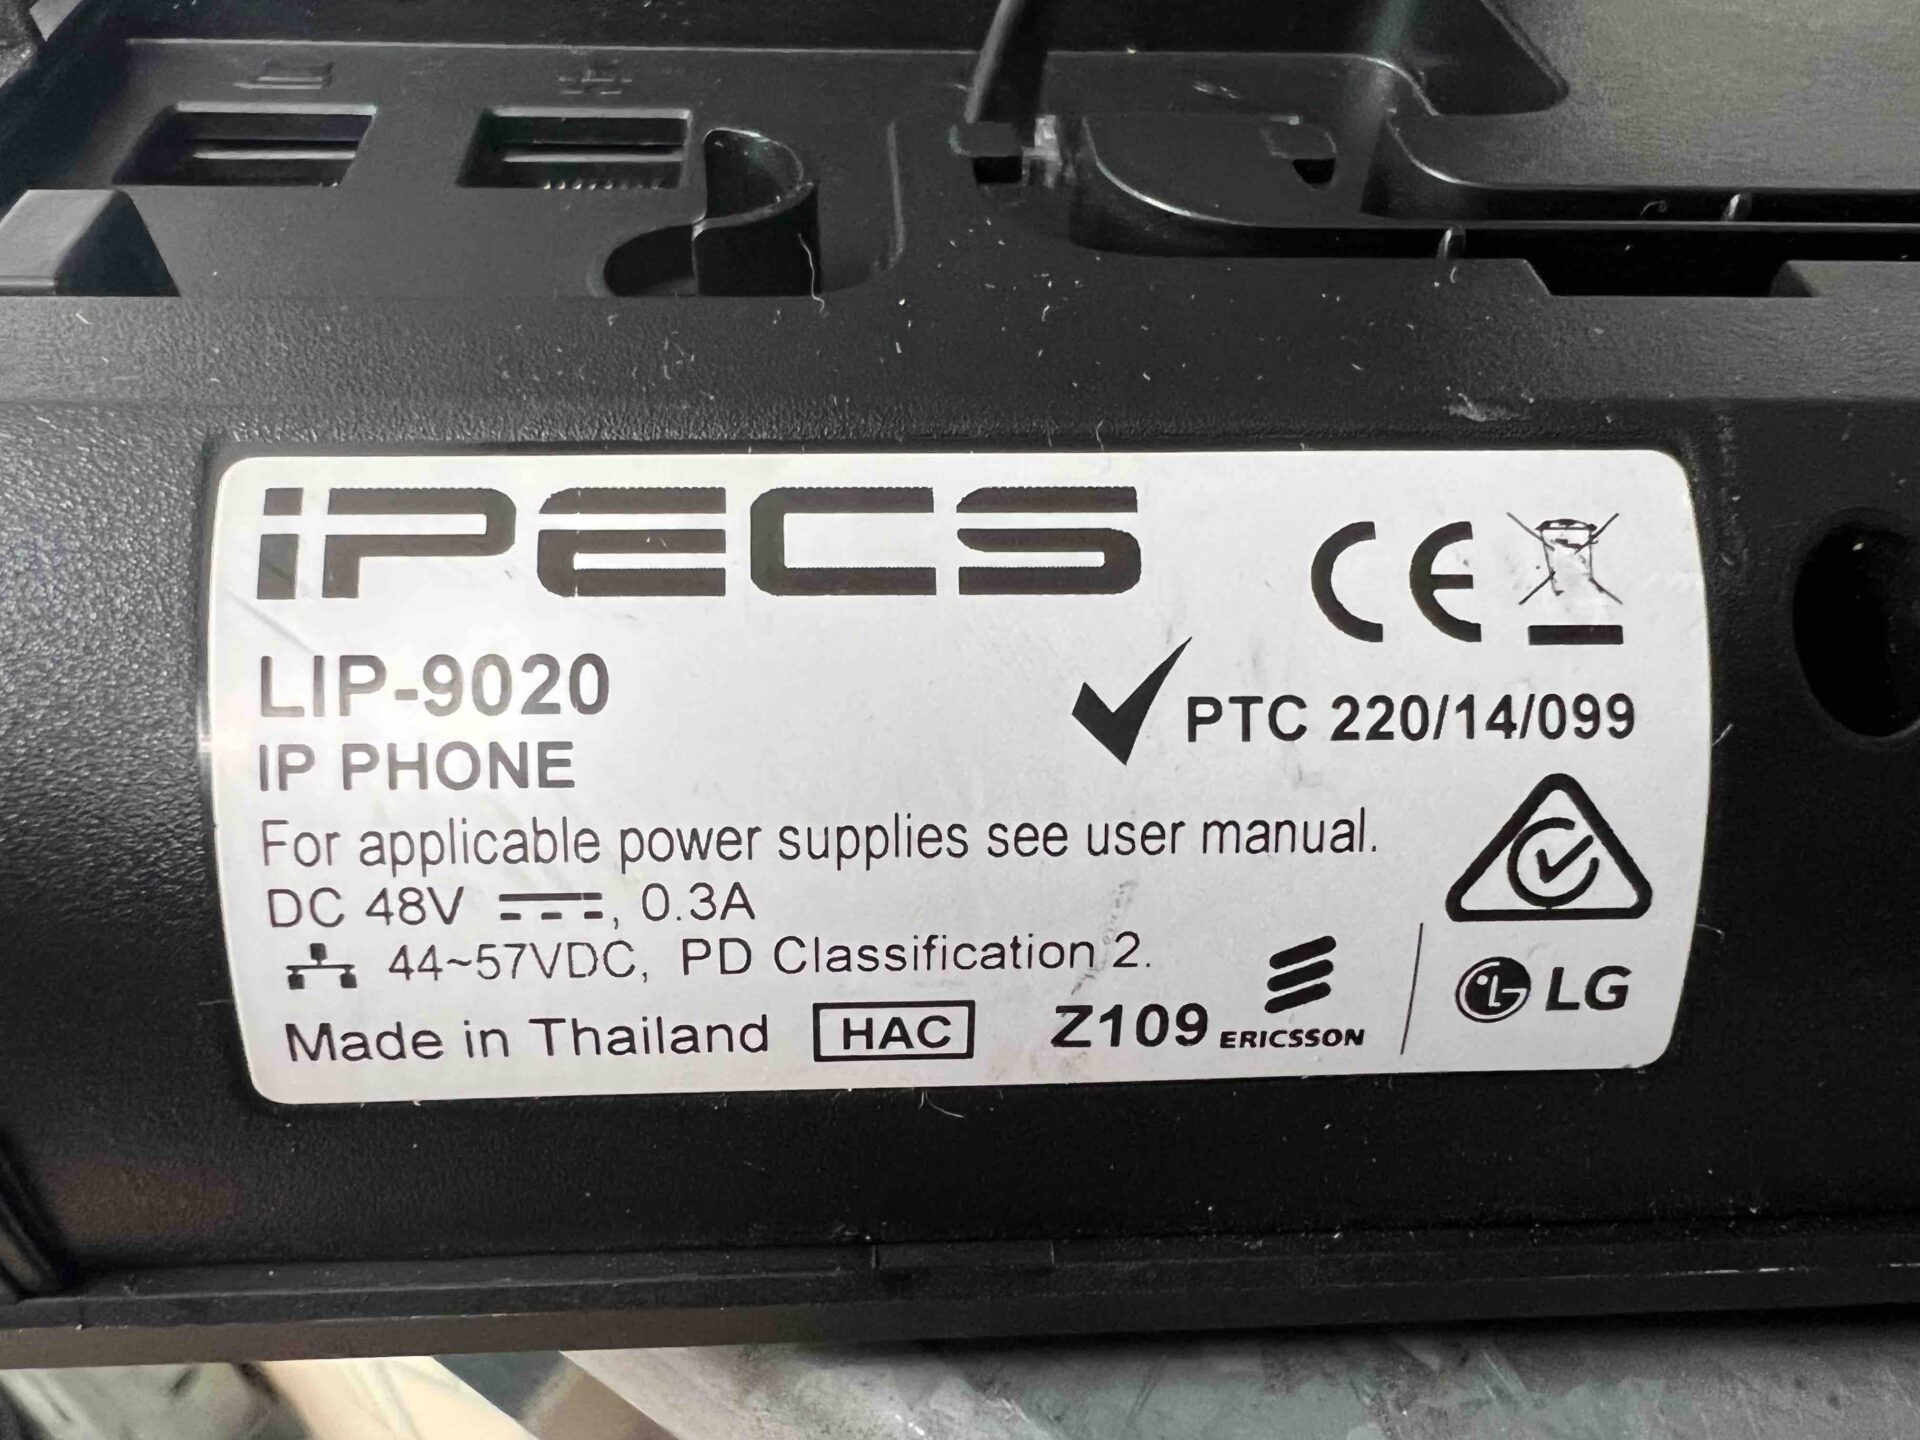 iPECS
CE
LIP-9020
PTC 220/14/099
IP PHONE
For applicable power supplies see user manual.
DC 48V ⎓, 0.3A
44~57VDC, PD Classification 2.
LG
Made in Thailand HAC Z109 ERICSSON